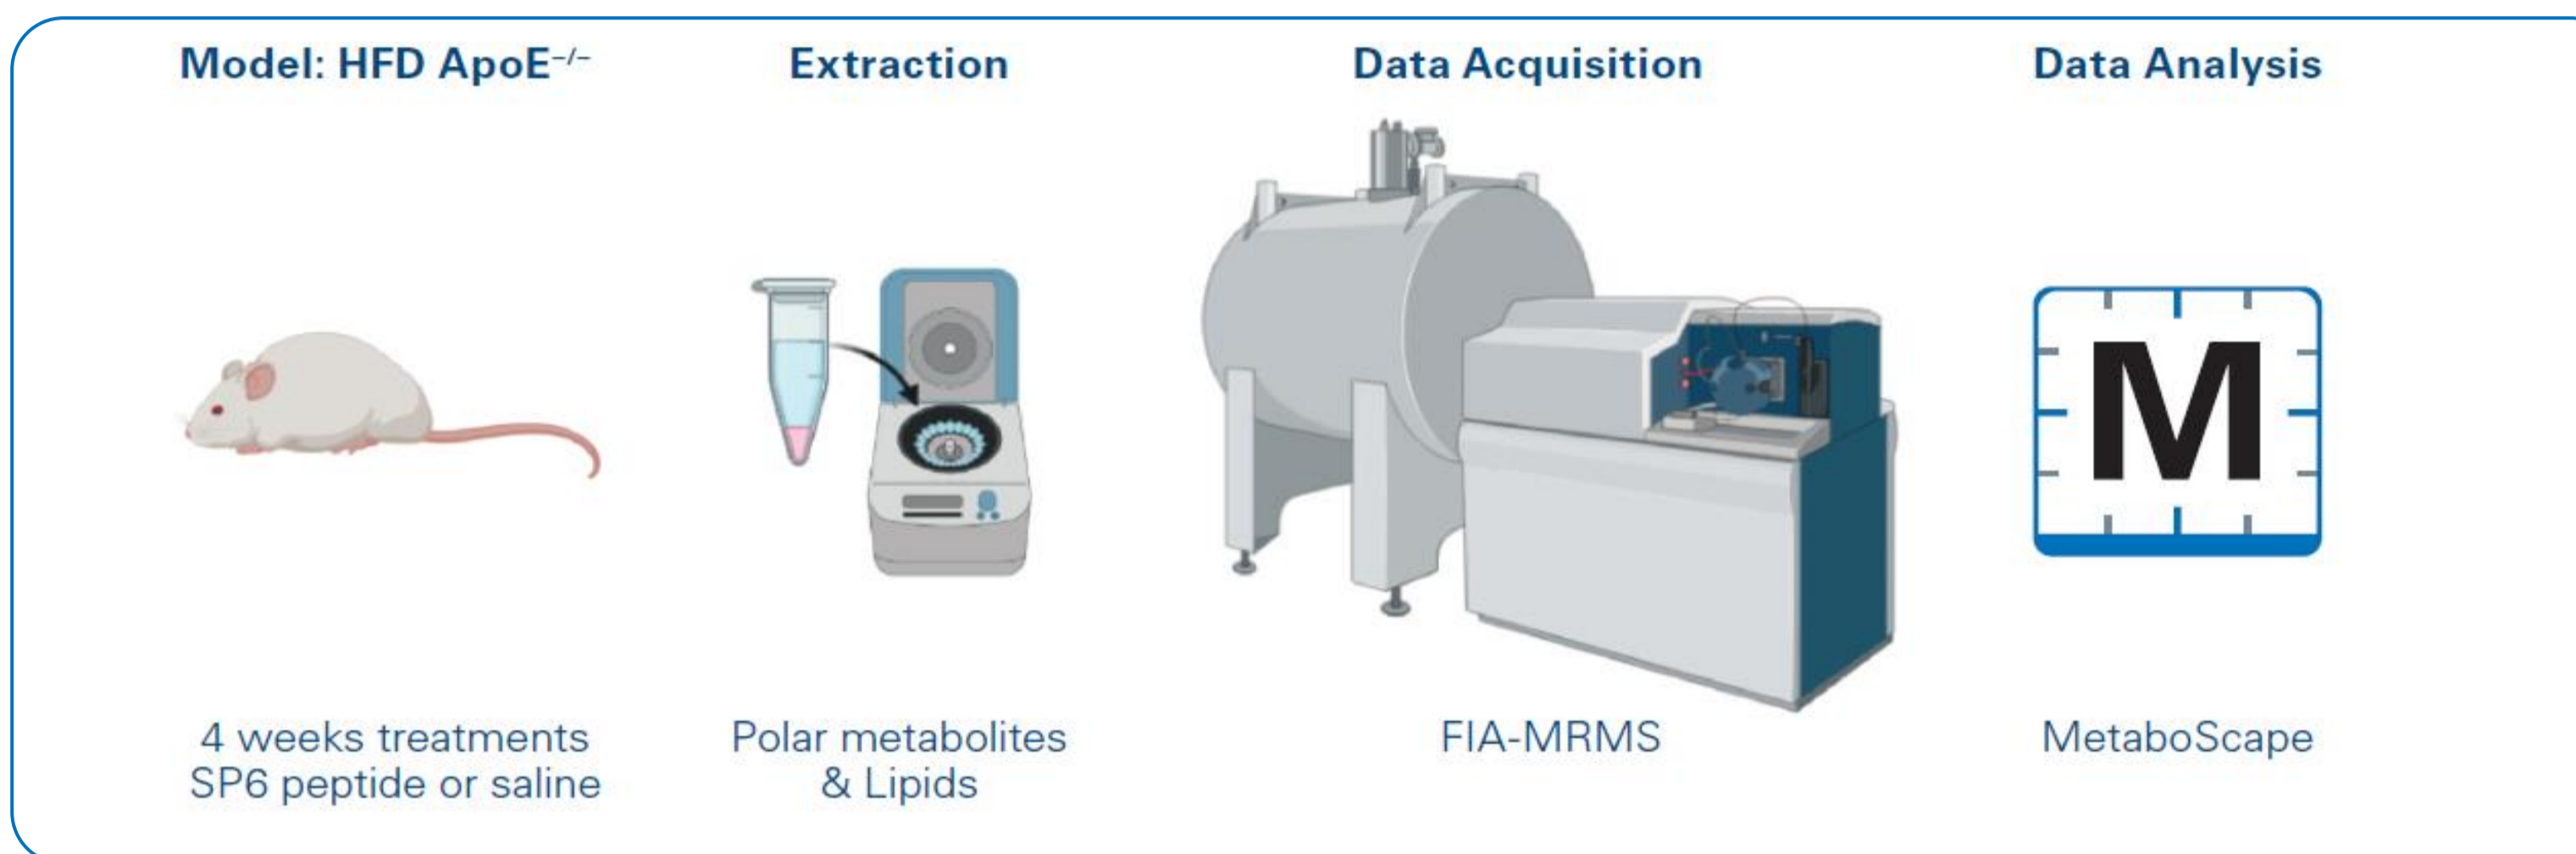 Model: HFD ApoE⁻/⁻
Extraction
Data Acquisition
Data Analysis
M
4 weeks treatments
SP6 peptide or saline
Polar metabolites
& Lipids
FIA-MRMS
MetaboScape